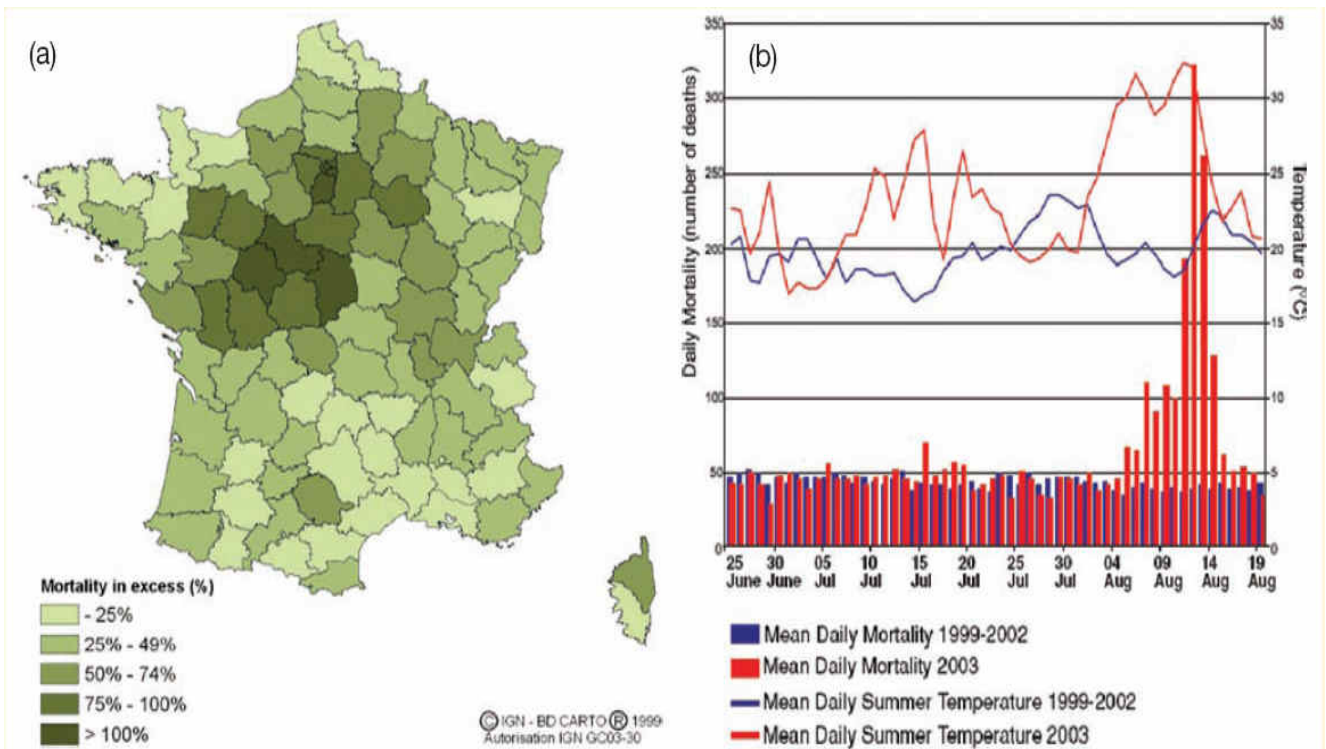 (a)
Mortality in excess (%)
- 25%
25% - 49%
50% - 74%
75% - 100%
> 100%
© IGN - BD CARTO ® 1999
Autorisation IGN GC03-30
(b)
Daily Mortality (number of deaths)
350
300
250
200
150
100
50
0
35
30
25
20
15
10
5
0
Temperature (°C)
25 30 05 10 15 20 25 30 04 09 14 19
June June Jul Jul Jul Jul Jul Jul Aug Aug Aug Aug
Mean Daily Mortality 1999-2002
Mean Daily Mortality 2003
Mean Daily Summer Temperature 1999-2002
Mean Daily Summer Temperature 2003